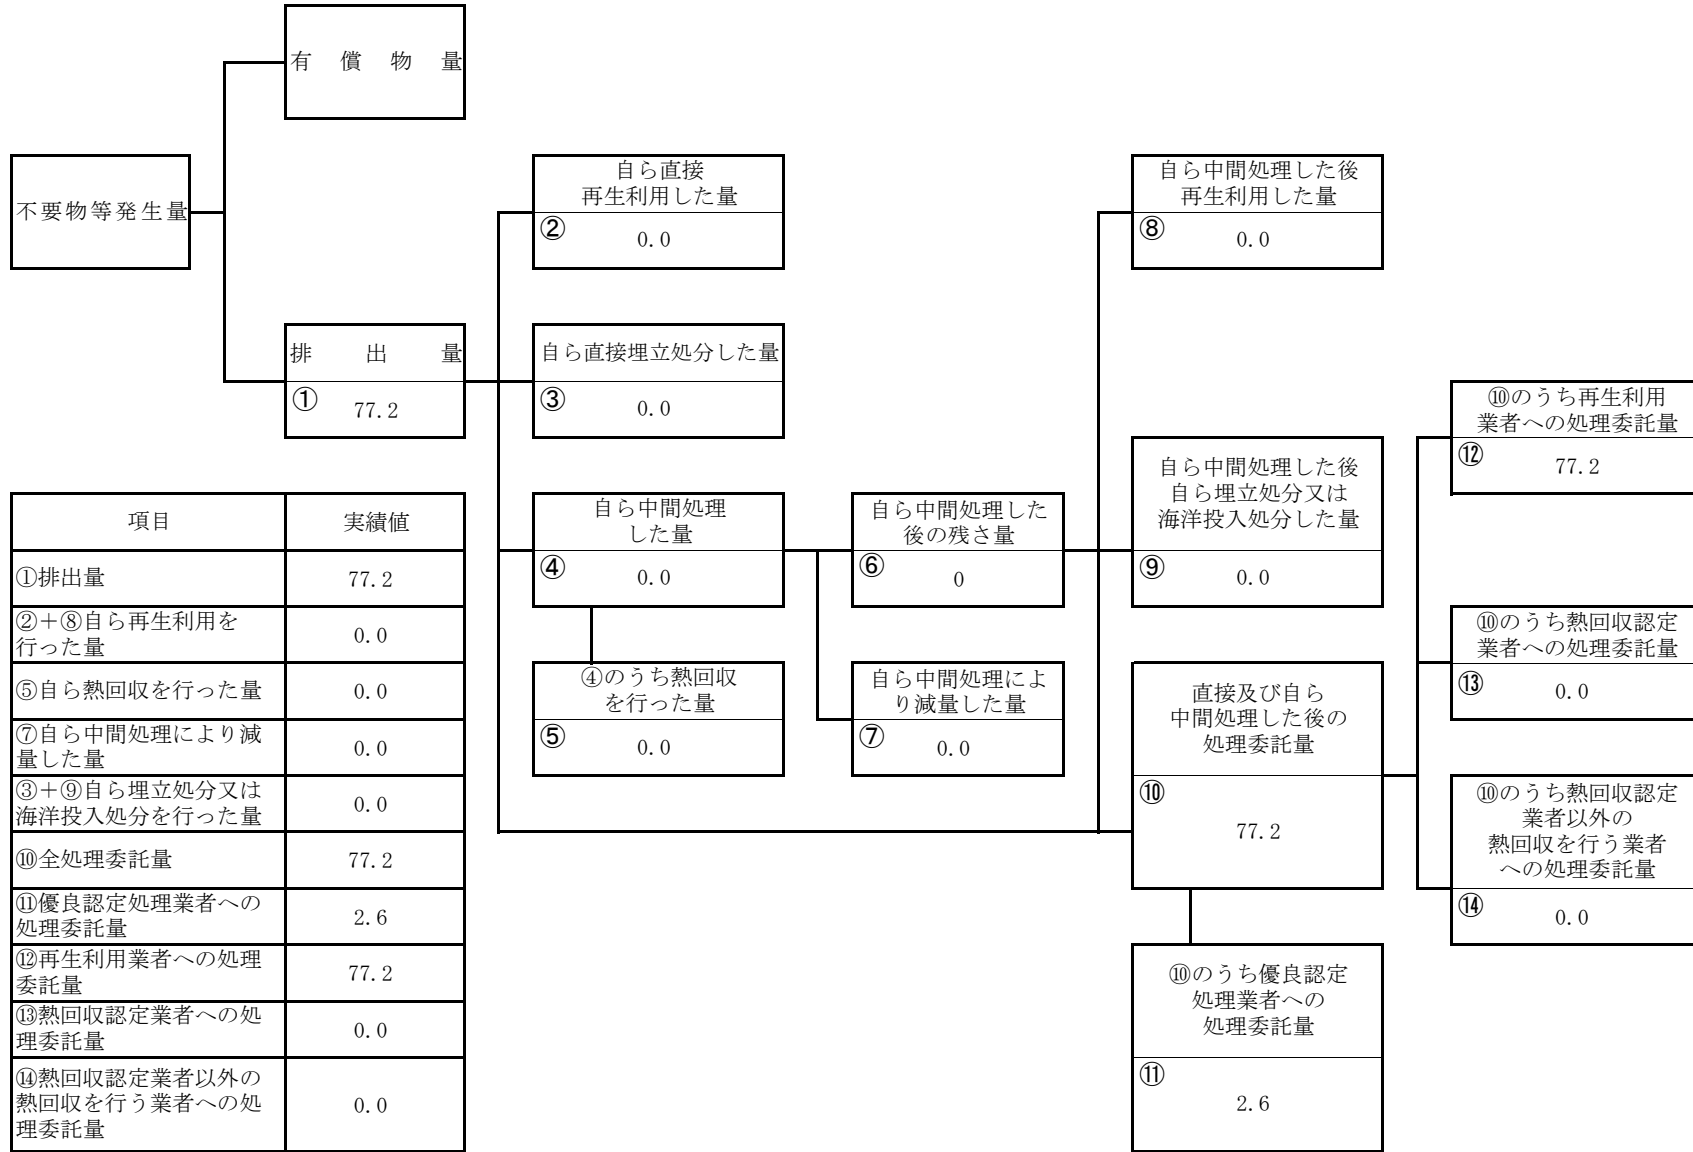 有償物量
不要物等発生量
排出量
①
77.2
自ら直接
再生利用した量
②
0.0
自ら直接埋立処分した量
③
0.0
自ら中間処理
した量
④
0.0
④のうち熱回収
を行った量
⑤
0.0
自ら中間処理した
後の残さ量
⑥
0
自ら中間処理によ
り減量した量
⑦
0.0
自ら中間処理した後
再生利用した量
⑧
0.0
自ら中間処理した後
自ら埋立処分又は
海洋投入処分した量
⑨
0.0
直接及び自ら
中間処理した後の
処理委託量
⑩
77.2
⑩のうち優良認定
処理業者への
処理委託量
⑪
2.6
⑩のうち再生利用
業者への処理委託量
⑫
77.2
⑩のうち熱回収認定
業者への処理委託量
⑬
0.0
⑩のうち熱回収認定
業者以外の
熱回収を行う業者
への処理委託量
⑭
0.0
項目 実績値
①排出量 77.2
②＋⑧自ら再生利用を
行った量 0.0
⑤自ら熱回収を行った量 0.0
⑦自ら中間処理により減
量した量 0.0
③＋⑨自ら埋立処分又は
海洋投入処分を行った量 0.0
⑩全処理委託量 77.2
⑪優良認定処理業者への
処理委託量 2.6
⑫再生利用業者への処理
委託量 77.2
⑬熱回収認定業者への処
理委託量 0.0
⑭熱回収認定業者以外の
熱回収を行う業者への処
理委託量 0.0